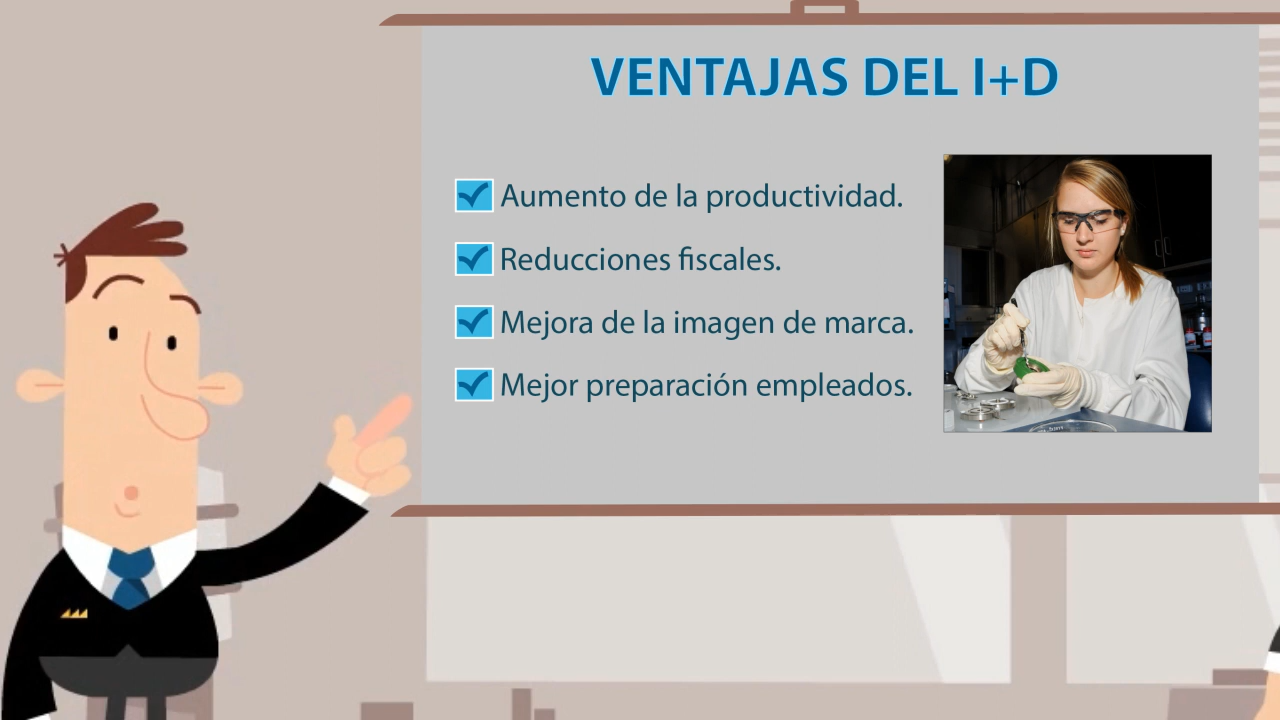 VENTAJAS DEL I+D
Aumento de la productividad.
Reducciones fiscales.
Mejora de la imagen de marca.
Mejor preparación empleados.